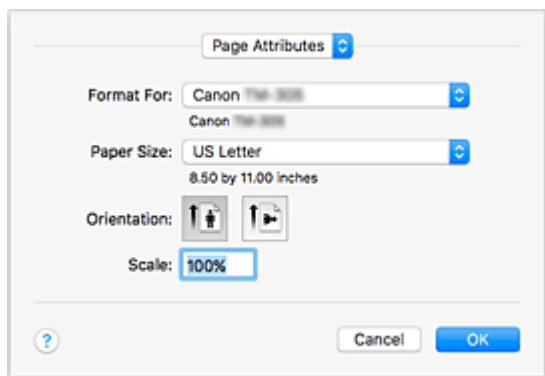 Page Attributes
Format For: Canon
Canon
Paper Size: US Letter
8.50 by 11.00 inches
Orientation:
Scale: 100%
?
Cancel OK